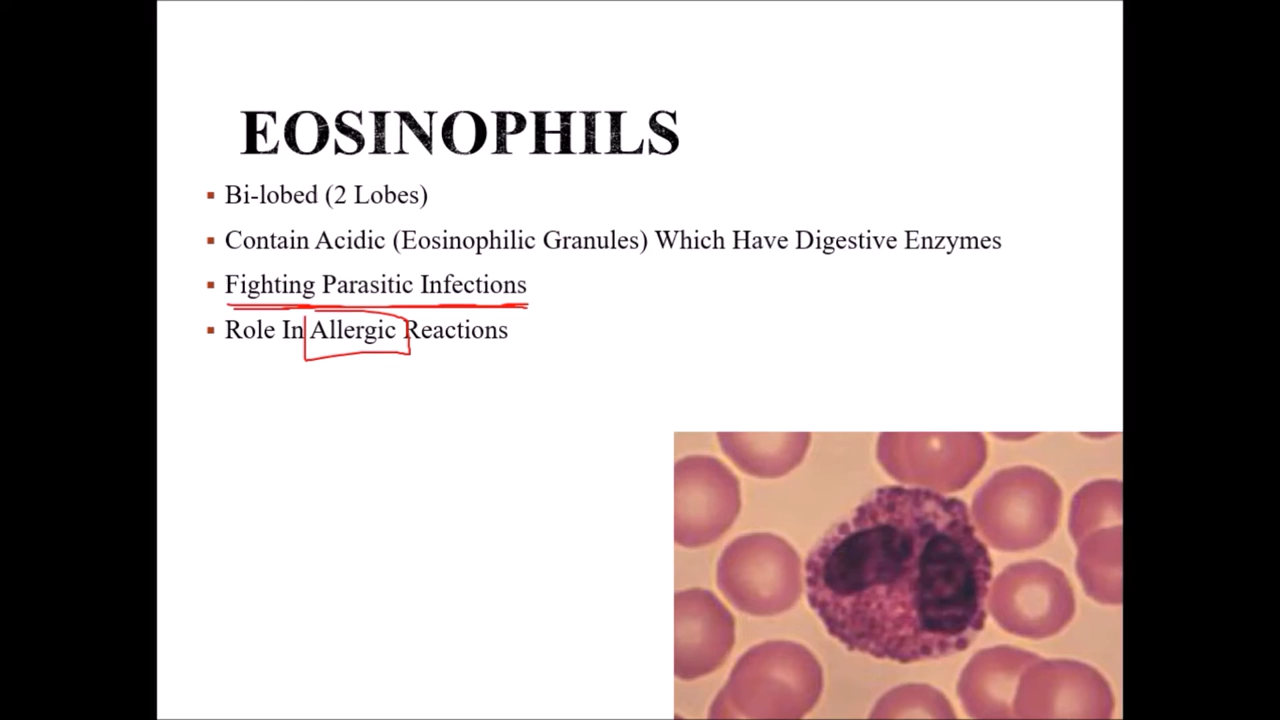 EOSINOPHILS
▪ Bi-lobed (2 Lobes)
▪ Contain Acidic (Eosinophilic Granules) Which Have Digestive Enzymes
▪ Fighting Parasitic Infections
▪ Role In Allergic Reactions